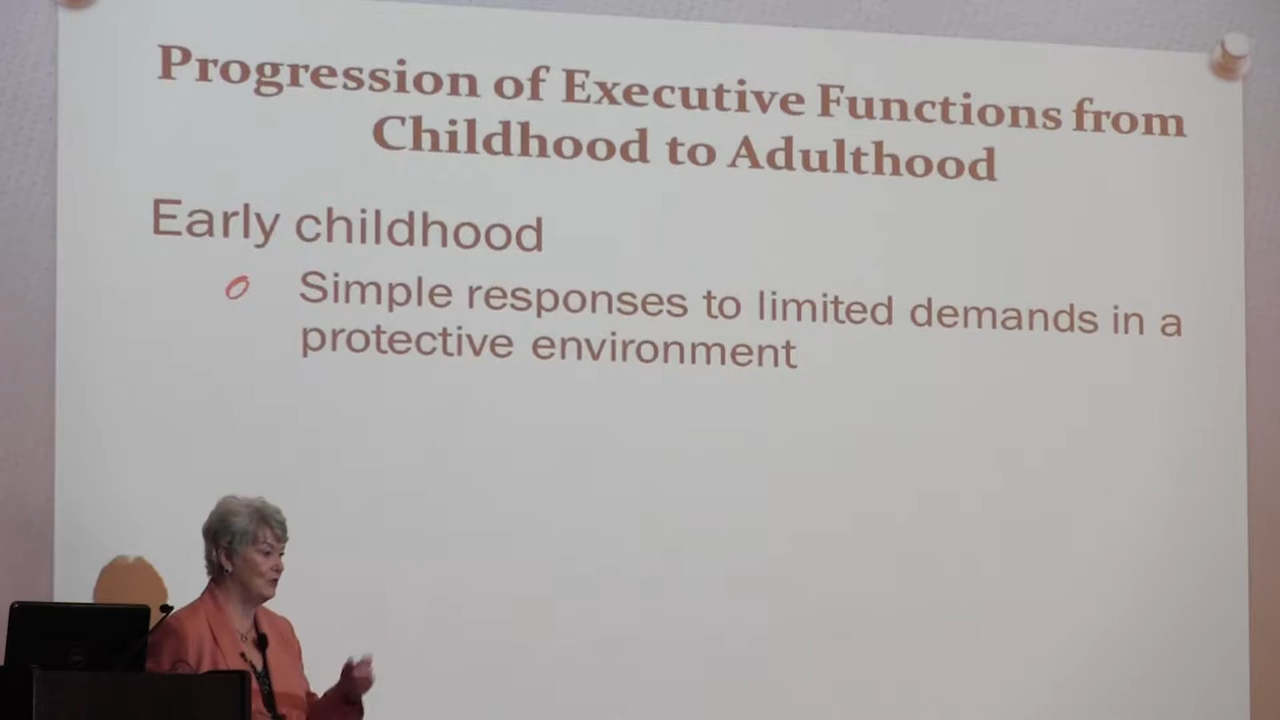 Progression of Executive Functions from
Childhood to Adulthood
Early childhood
Simple responses to limited demands in a
protective environment